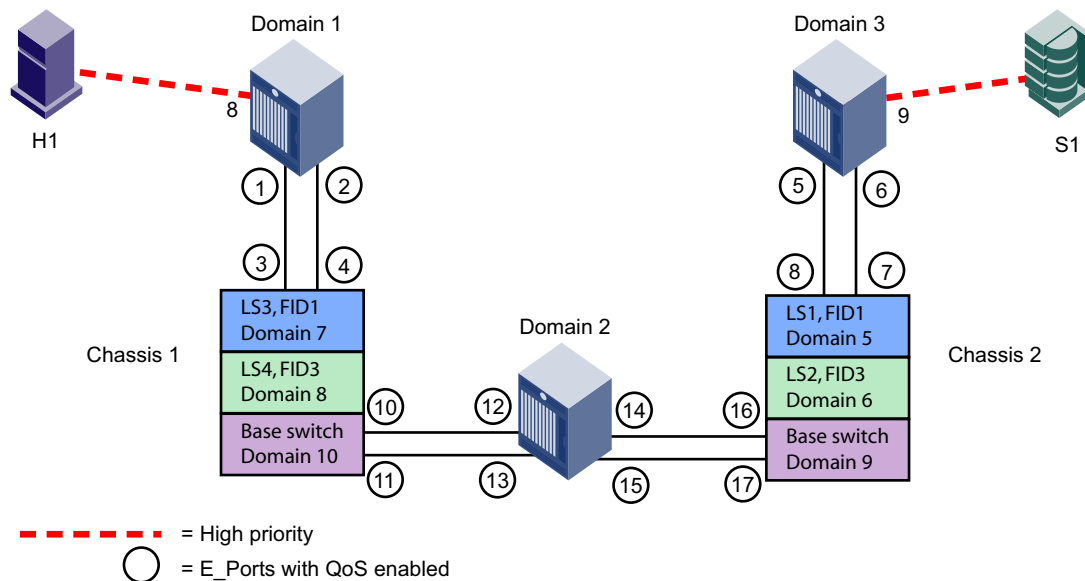 Domain 1
Domain 3
H1
8
9
S1
1
2
5
6
3
4
8
7
LS3, FID1
Domain 7
LS1, FID1
Domain 5
Chassis 1
Domain 2
Chassis 2
LS4, FID3
Domain 8
LS2, FID3
Domain 6
10
12
14
16
Base switch
Domain 10
Base switch
Domain 9
11
13
15
17
= High priority
= E_Ports with QoS enabled